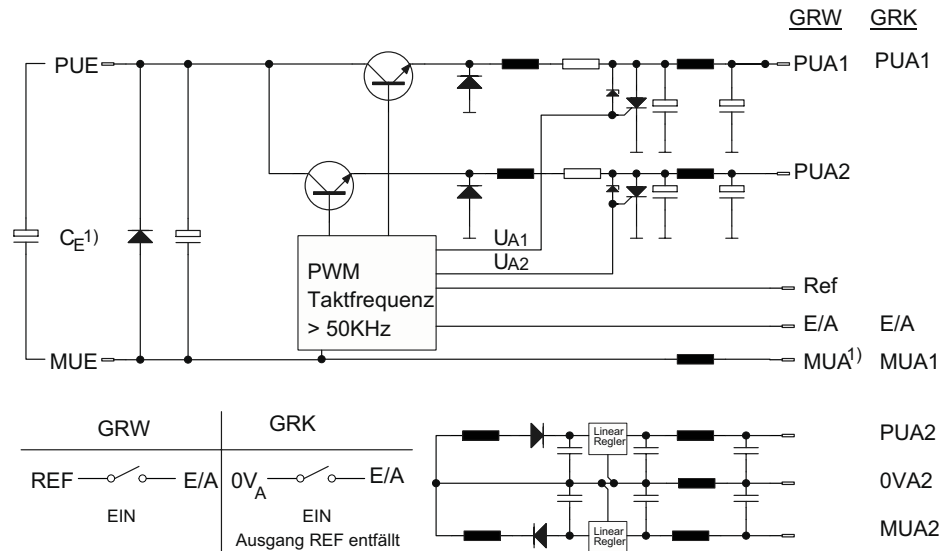 GRW GRK
PUE PUA1 PUA1
PUA2
CE1)
UA1
UA2
PWM
Taktfrequenz
> 50KHz
Ref
E/A E/A
MUE MUA1) MUA1
GRW GRK
REF E/A 0VA E/A
EIN EIN
Ausgang REF entfällt
Linear
Regler
PUA2
0VA2
Linear
Regler
MUA2